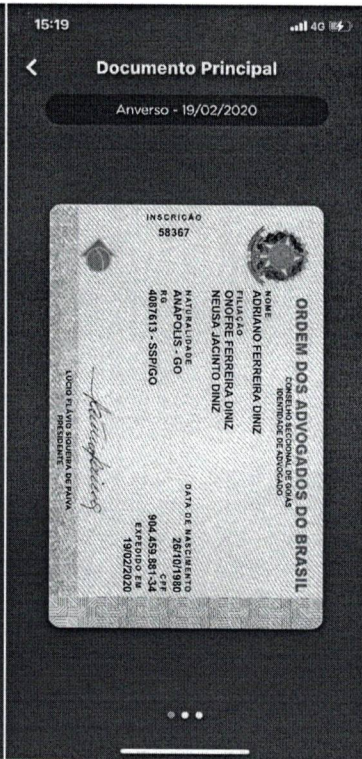 15:19
4G
Documento Principal
Anverso - 19/02/2020
ORDEM DOS ADVOGADOS DO BRASIL
CONSELHO SECCIONAL DE GOIÁS
IDENTIDADE DE ADVOGADO
NOME
ADRIANO FERREIRA DINIZ
FILIAÇÃO
ONOFRE FERREIRA DINIZ
NEUSA JACINTO DINIZ
NATURALIDADE
ANÁPOLIS - GO
RG
4087613 - SSP/GO
DATA DE NASCIMENTO
26/10/1980
CPF
904.459.881-34
EXPEDIDO EM
19/02/2020
INSCRIÇÃO
58367
LÚCIO FLÁVIO SIQUEIRA DE PAIVA
PRESIDENTE